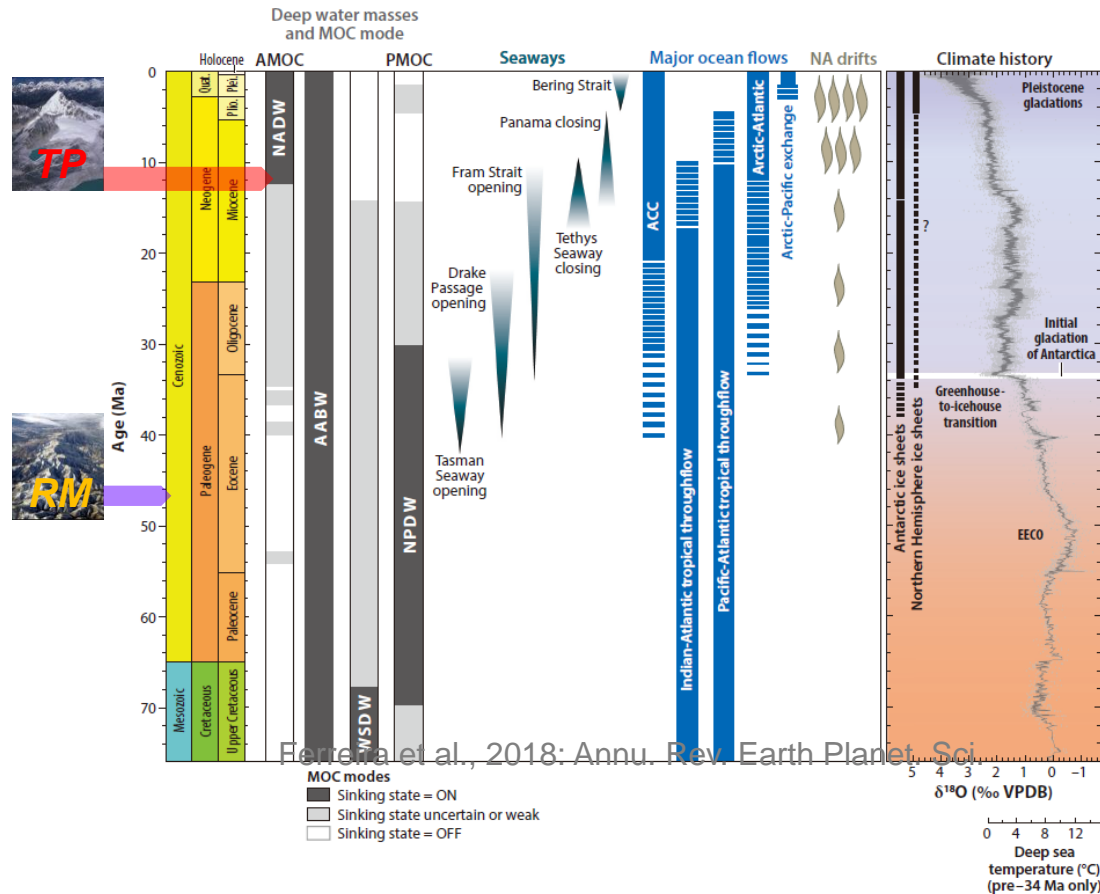 Deep water masses
and MOC mode
Holocene
AMOC
PMOC
Seaways
Major ocean flows
NA drifts
Climate history
0
10
20
30
40
50
60
70
Age (Ma)
TP
RM
Cenozoic
Mesozoic
Quat.
Neogene
Paleogene
Cretaceous
Plei.
Plio.
Miocene
Oligocene
Eocene
Paleocene
Upper Cretaceous
NADW
AABW
WSDW
NPDW
Bering Strait
Panama closing
Fram Strait
opening
Tethys
Seaway
closing
Drake
Passage
opening
Tasman
Seaway
opening
ACC
Indian-Atlantic tropical throughflow
Pacific-Atlantic tropical throughflow
Arctic-Atlantic
Arctic-Pacific exchange
Pleistocene
glaciations
?
Initial
glaciation
of Antarctica
Greenhouse-
to-icehouse
transition
EECO
Antarctic ice sheets
Northern Hemisphere ice sheets
Ferreira et al., 2018: Annu. Rev. Earth Planet. Sci.
5 4 3 2 1 0 −1
δ18O (‰ VPDB)
0 4 8 12
Deep sea
temperature (°C)
(pre–34 Ma only)
MOC modes
Sinking state = ON
Sinking state uncertain or weak
Sinking state = OFF